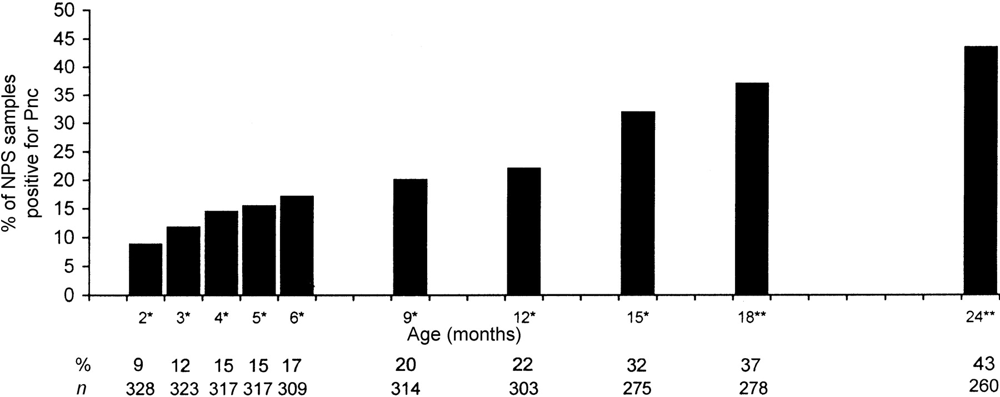 50
45
40
35
30
25
20
15
10
5
0
% of NPS samples
positive for Pnc
2* 3* 4* 5* 6* 9* 12* 15* 18** 24**
Age (months)
% 9 12 15 15 17 20 22 32 37 43
n 328 323 317 317 309 314 303 275 278 260